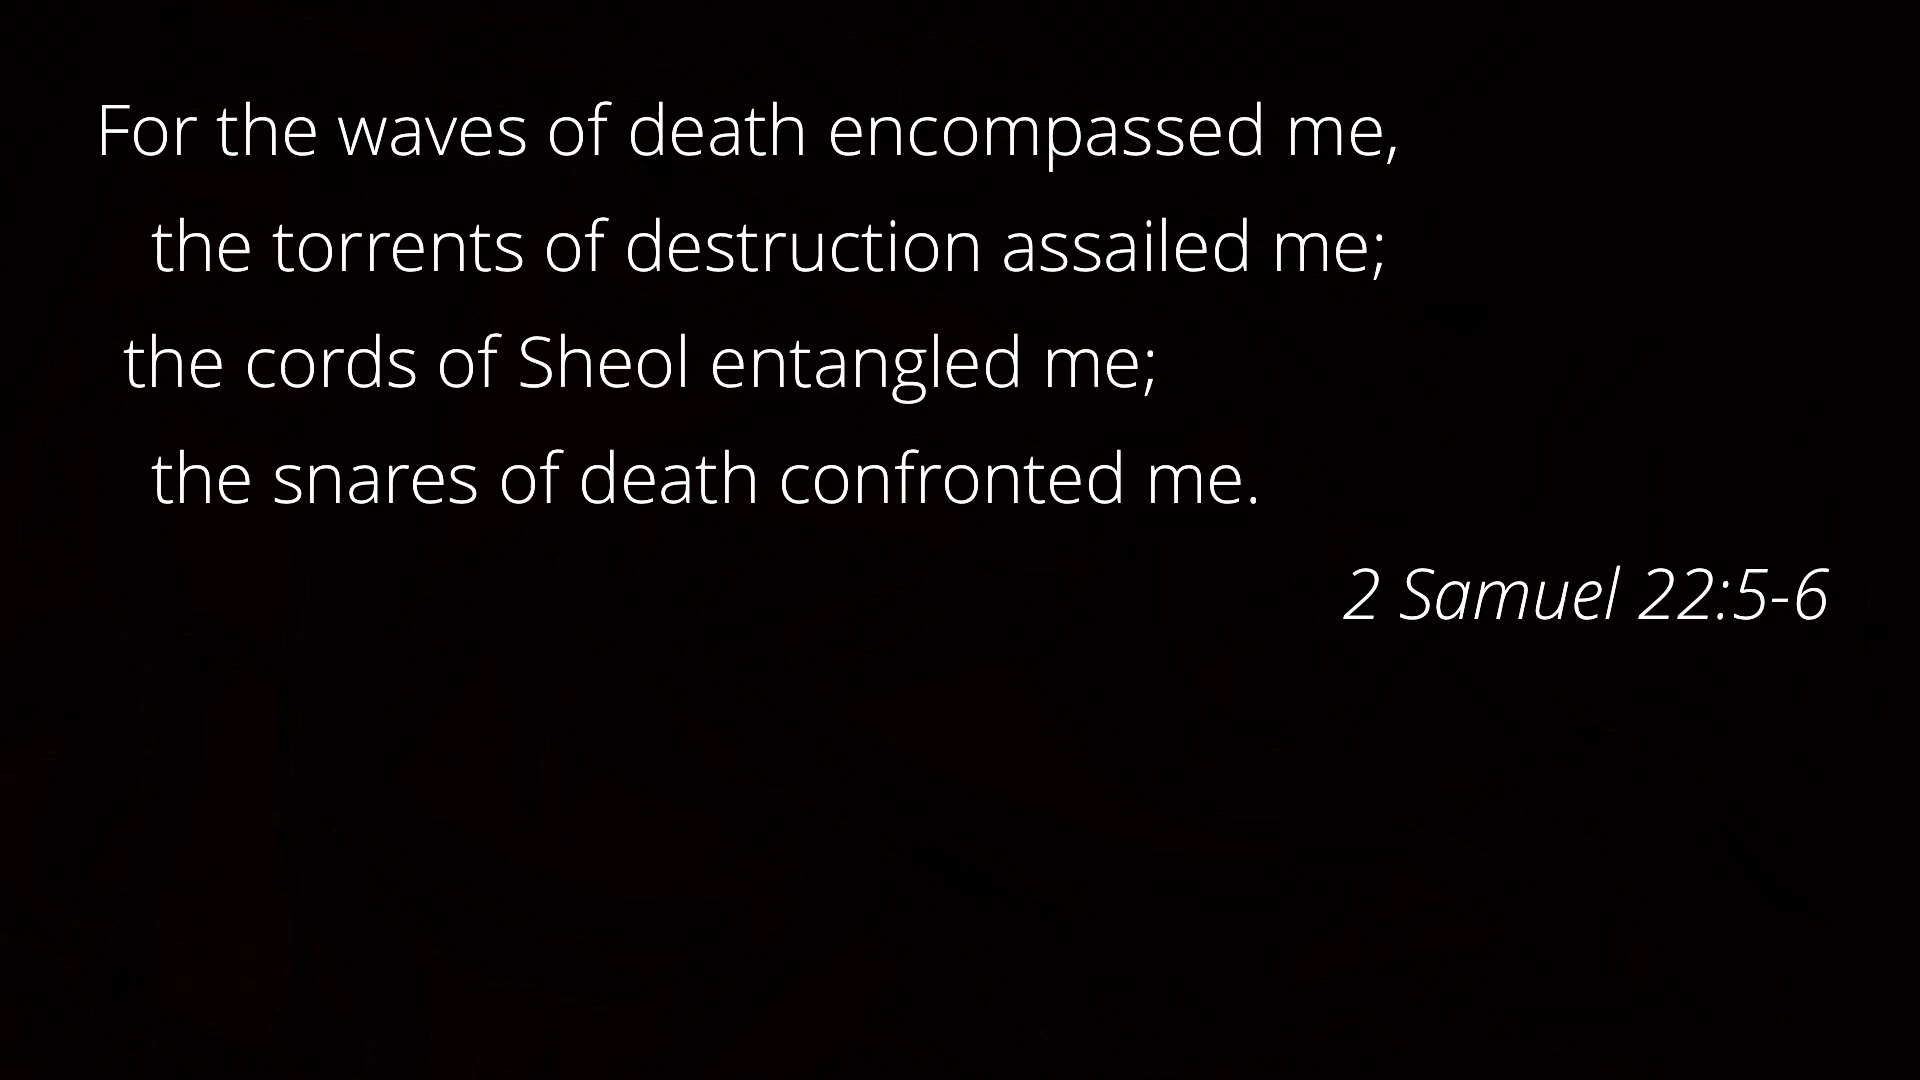 For the waves of death encompassed me,
the torrents of destruction assailed me;
the cords of Sheol entangled me;
the snares of death confronted me.
2 Samuel 22:5-6